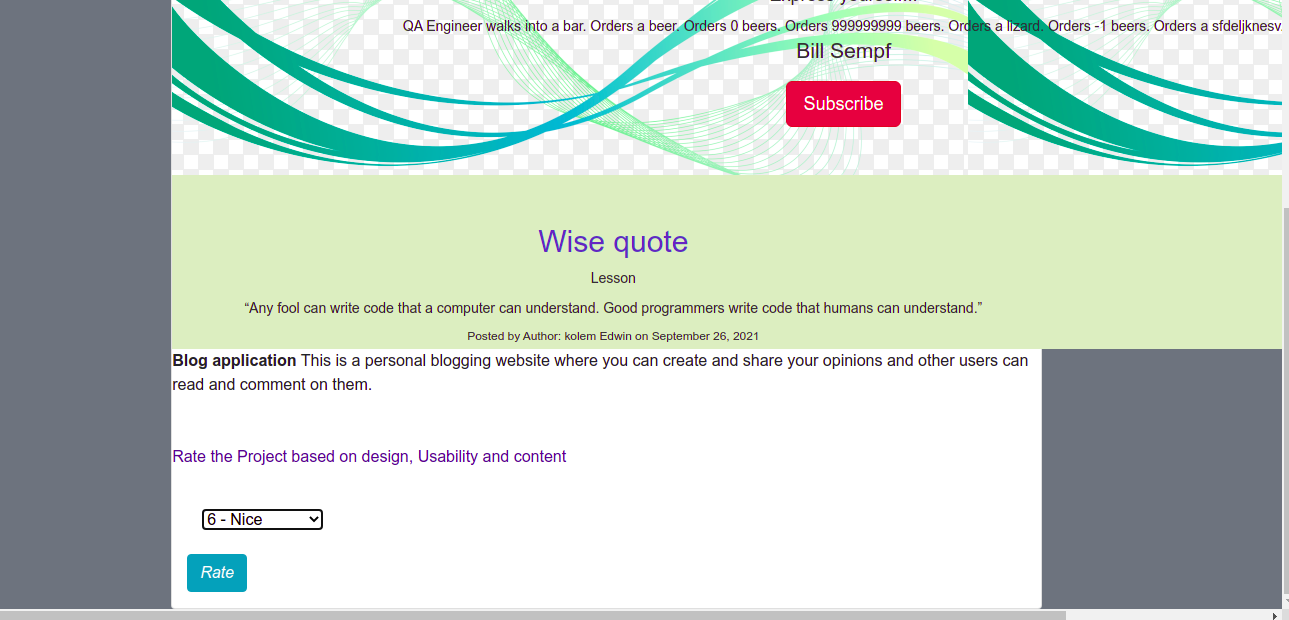 QA Engineer walks into a bar. Orders a beer. Orders 0 beers. Orders 999999999 beers. Orders a lizard. Orders -1 beers. Orders a sfdeljknesv.
Bill Sempf
Subscribe
Wise quote
Lesson
“Any fool can write code that a computer can understand. Good programmers write code that humans can understand.”
Posted by Author: kolem Edwin on September 26, 2021
Blog application This is a personal blogging website where you can create and share your opinions and other users can
read and comment on them.
Rate the Project based on design, Usability and content
6 - Nice
Rate